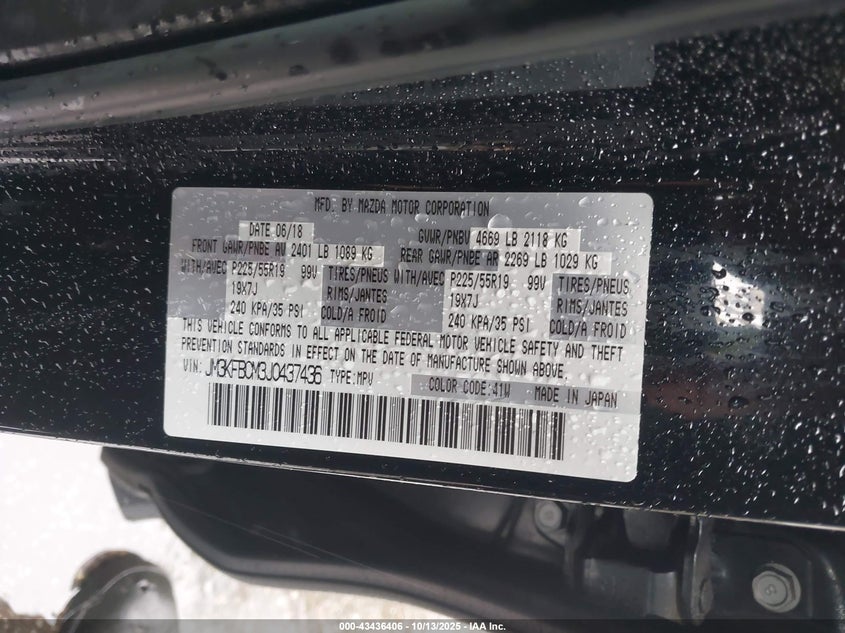 MFD. BY MAZDA MOTOR CORPORATION
DATE 06/18 GVWR/PNBV 4669 LB 2118 KG
FRONT GAWR/PNBE AV 2401 LB 1089 KG REAR GAWR/PNBE AR 2269 LB 1029 KG
WITH/AVEC P225/55R19 99V TIRES/PNEUS WITH/AVEC P225/55R19 99V TIRES/PNEUS
19X7J RIMS/JANTES 19X7J RIMS/JANTES
240 KPA/35 PSI COLD/A FROID 240 KPA/35 PSI COLD/A FROID
THIS VEHICLE CONFORMS TO ALL APPLICABLE FEDERAL MOTOR VEHICLE SAFETY AND THEFT
PREVENTION STANDARDS IN EFFECT ON THE DATE OF MANUFACTURE SHOWN ABOVE.
VIN: JM3KFBCM3J0437436 TYPE:MPV COLOR CODE:41W MADE IN JAPAN
000-43436406 - 10/13/2025 - IAA Inc.